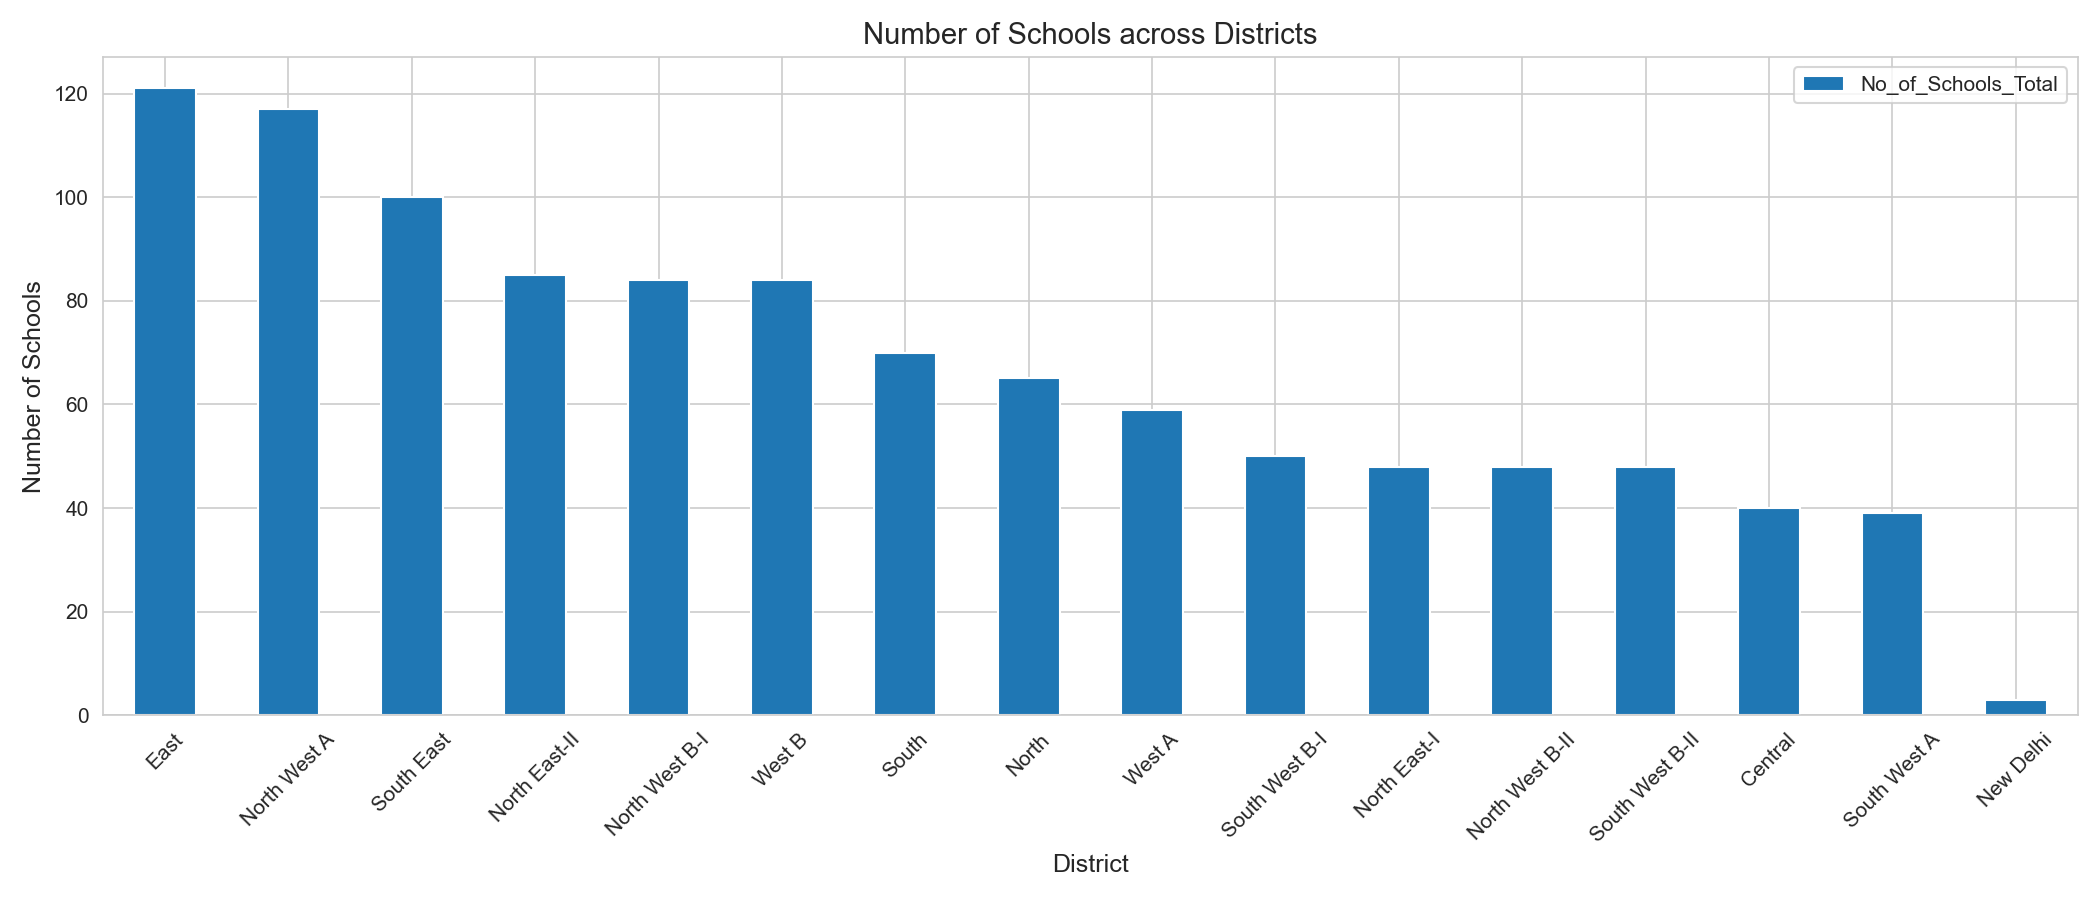 Number of Schools across Districts
No_of_Schools_Total
Number of Schools
120
100
80
60
40
20
0
East
North West A
South East
North East-II
North West B-I
West B
South
North
West A
South West B-I
North East-I
North West B-II
South West B-II
Central
South West A
New Delhi
District